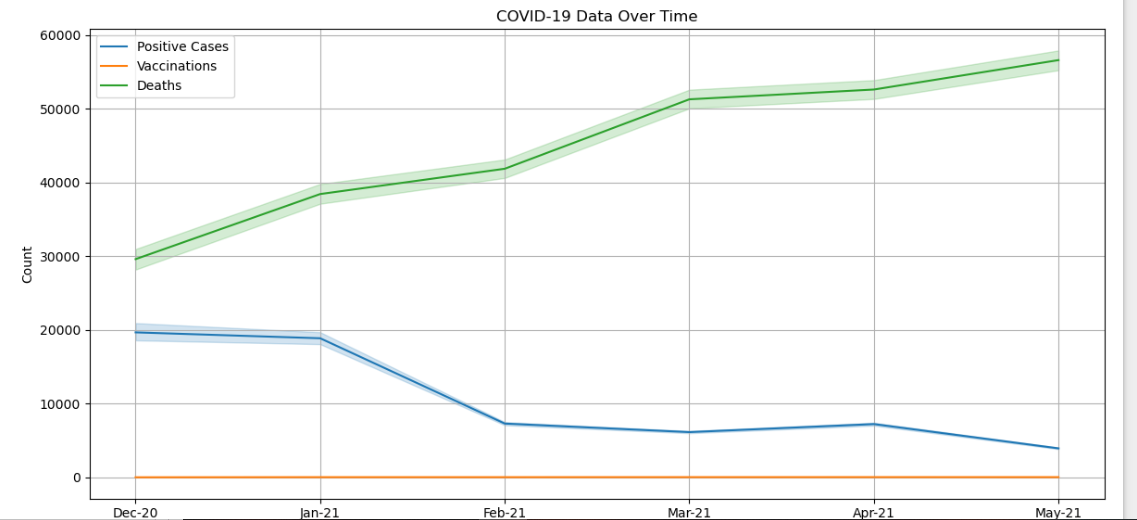 COVID-19 Data Over Time
60000
50000
40000
30000
20000
10000
0
Count
Positive Cases
Vaccinations
Deaths
Dec-20 Jan-21 Feb-21 Mar-21 Apr-21 May-21